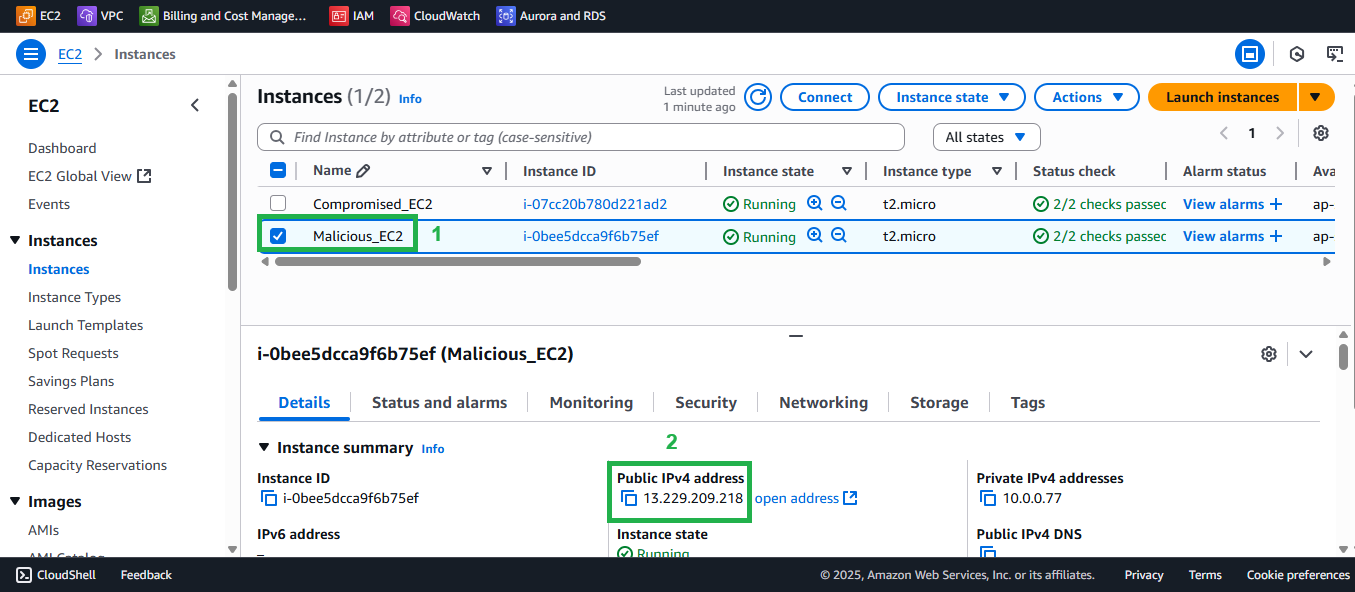 EC2 VPC Billing and Cost Manage... IAM CloudWatch Aurora and RDS
EC2 Instances
EC2
Dashboard
EC2 Global View
Events
Instances
Instances
Instance Types
Launch Templates
Spot Requests
Savings Plans
Reserved Instances
Dedicated Hosts
Capacity Reservations
Images
AMIs
AMI Catalog
Instances (1/2) Info
Last updated
1 minute ago
Connect Instance state Actions Launch instances
Find Instance by attribute or tag (case-sensitive) All states 1
Name Instance ID Instance state Instance type Status check Alarm status Ava
Compromised_EC2 i-07cc20b780d221ad2 Running t2.micro 2/2 checks passec View alarms + ap-
Malicious_EC2 1 i-0bee5dcca9f6b75ef Running t2.micro 2/2 checks passec View alarms + ap-
i-0bee5dcca9f6b75ef (Malicious_EC2)
Details Status and alarms Monitoring Security Networking Storage Tags
Instance summary Info
2
Instance ID
i-0bee5dcca9f6b75ef
Public IPv4 address
13.229.209.218 open address
Private IPv4 addresses
10.0.0.77
IPv6 address
–
Instance state
Running
Public IPv4 DNS
CloudShell Feedback © 2025, Amazon Web Services, Inc. or its affiliates. Privacy Terms Cookie preferences